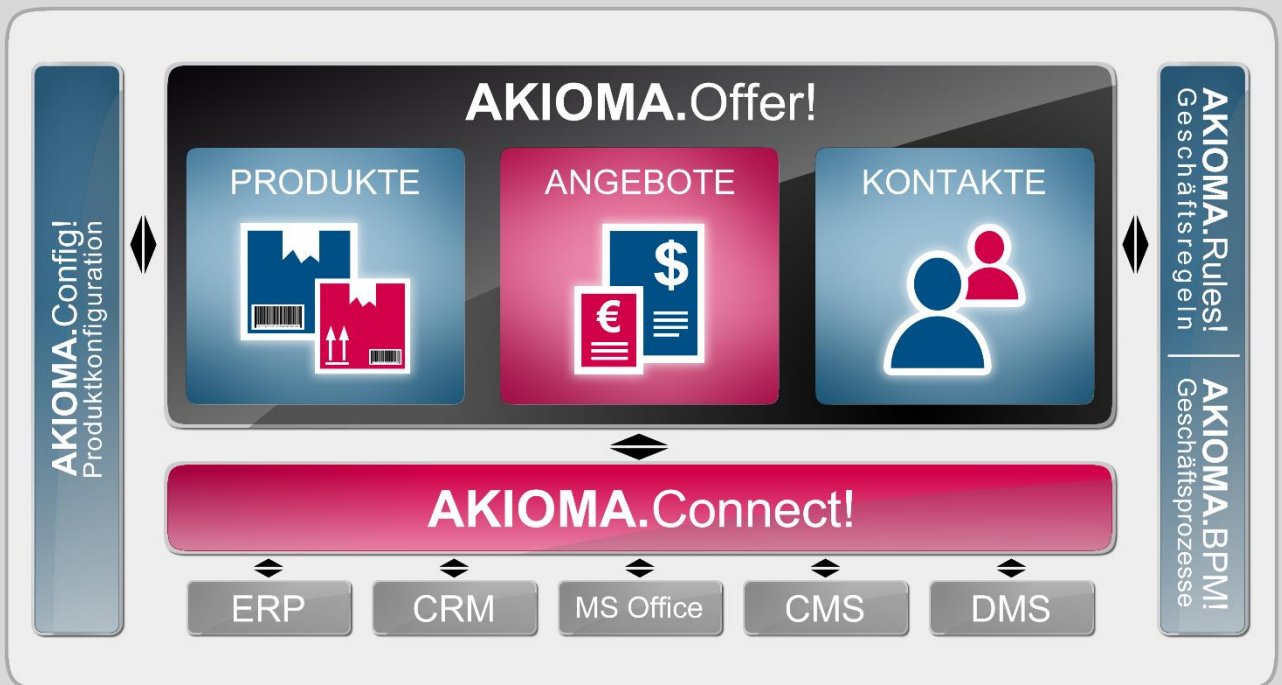 AKIOMA.Config!
Produktkonfiguration
AKIOMA.Offer!
PRODUKTE
ANGEBOTE
$
€
KONTAKTE
AKIOMA.Rules!
Geschäftsregeln
AKIOMA.BPM!
Geschäftsprozesse
AKIOMA.Connect!
ERP
CRM
MS Office
CMS
DMS